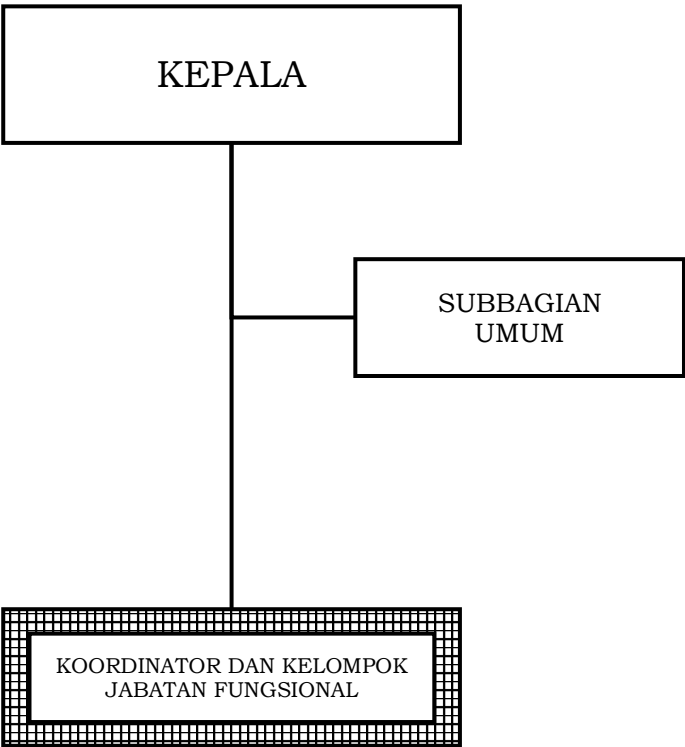 KEPALA
SUBBAGIAN
UMUM
KOORDINATOR DAN KELOMPOK
JABATAN FUNGSIONAL